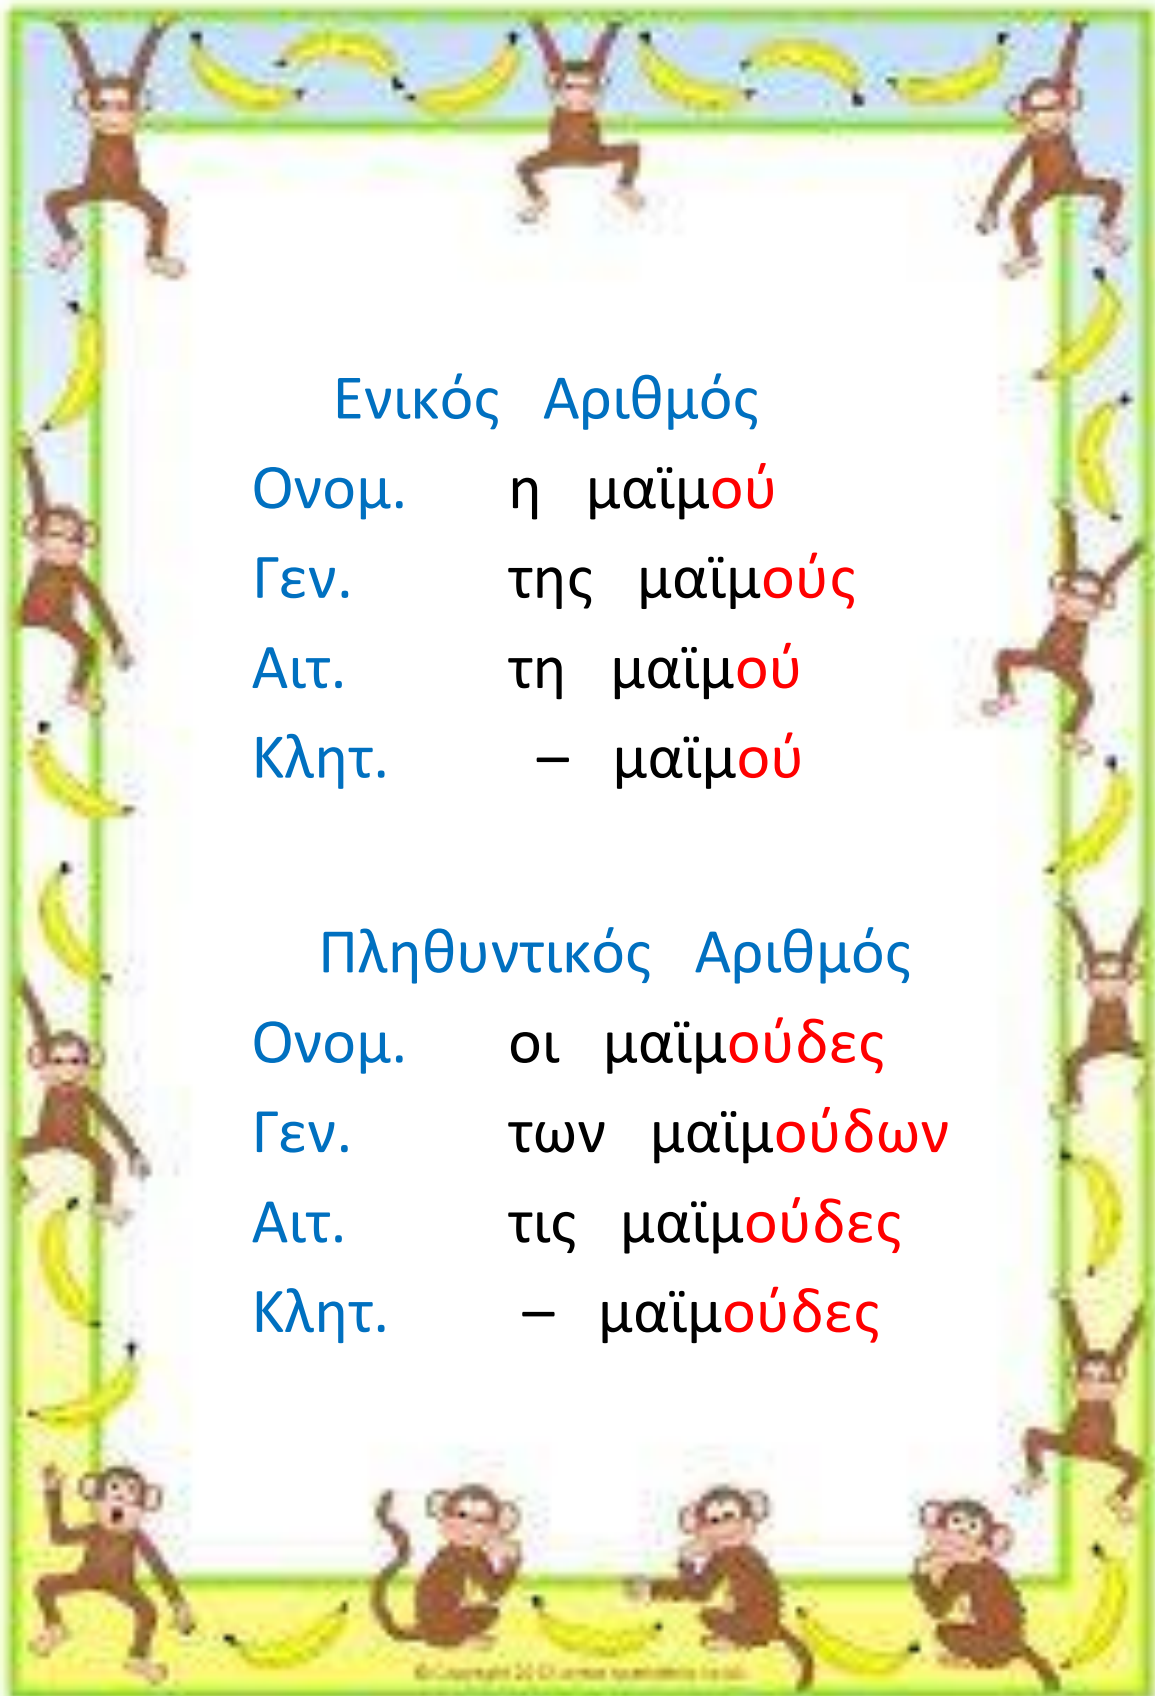 Ενικός Αριθμός
Ονομ. η μαϊμού
Γεν. της μαϊμούς
Αιτ. τη μαϊμού
Κλητ. – μαϊμού
Πληθυντικός Αριθμός
Ονομ. οι μαϊμούδες
Γεν. των μαϊμούδων
Αιτ. τις μαϊμούδες
Κλητ. – μαϊμούδες